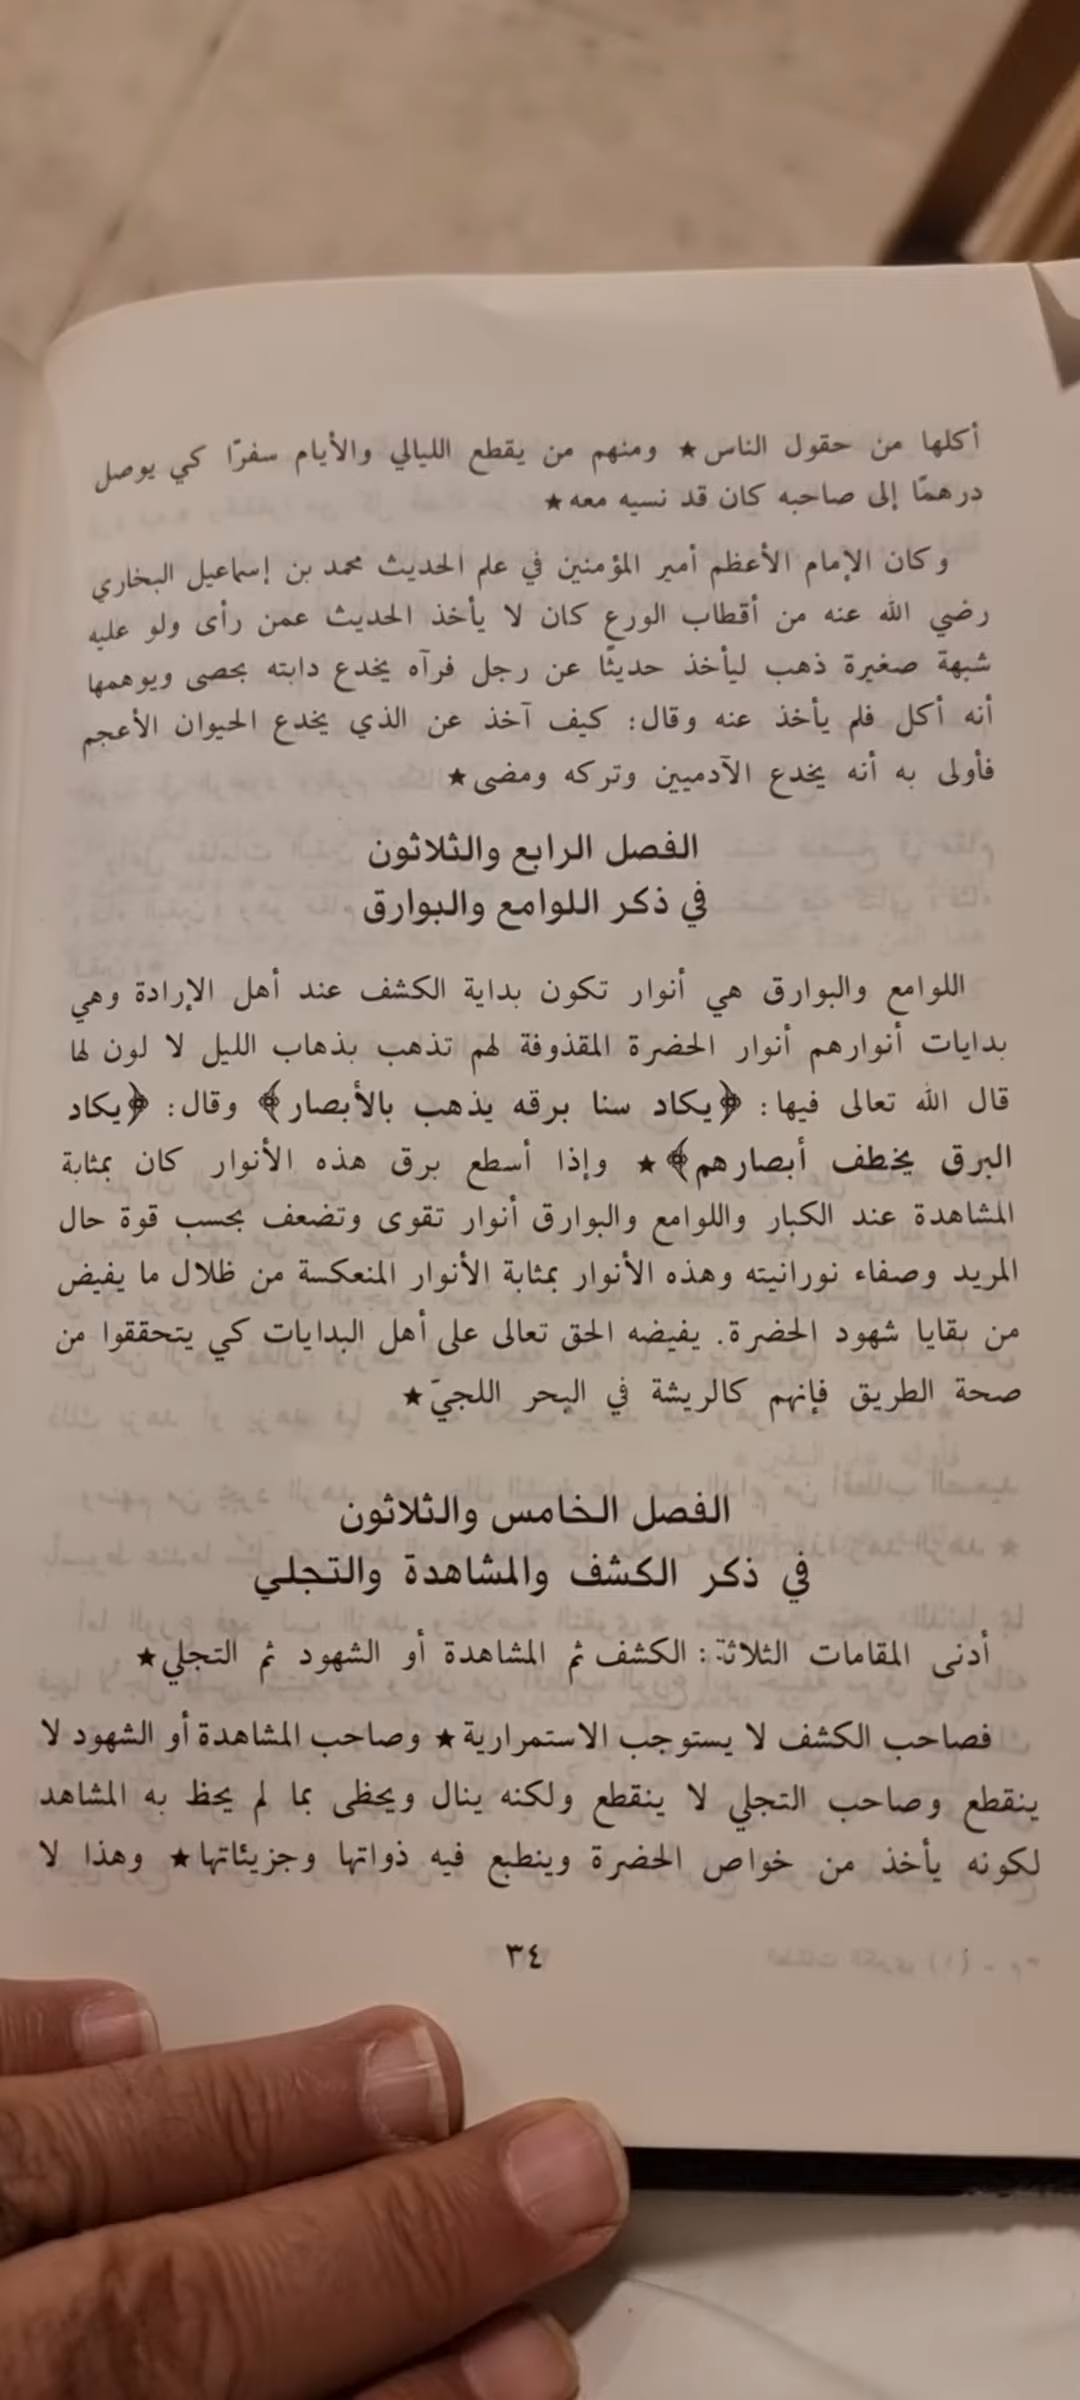 أكلها من حقول الناس★ ومنهم من يقطع الليالي والأيام سفرًا كي يوصل
درهمًا إلى صاحبه كان قد نسيه معه★
وكان الإمام الأعظم أمير المؤمنين في علم الحديث محمد بن إسماعيل البخاري
رضي الله عنه من أقطاب الورع كان لا يأخذ الحديث عمن رأى ولو عليه
شبهة صغيرة ذهب ليأخذ حديثًا عن رجل فرآه يخدع دابته بحصى ويوهمها
أنه أكل فلم يأخذ عنه وقال: كيف آخذ عن الذي يخدع الحيوان الأعجم
فأولى به أنه يخدع الآدميين وتركه ومضى★
الفصل الرابع والثلاثون
في ذكر اللوامع والبوارق
اللوامع والبوارق هي أنوار تكون بداية الكشف عند أهل الإرادة وهي
بدايات أنوارهم أنوار الحضرة المقذوفة لهم تذهب بذهاب الليل لا لون لها
قال الله تعالى فيها: ﴿يكاد سنا برقه يذهب بالأبصار﴾ وقال: ﴿يكاد
البرق يخطف أبصارهم﴾★ وإذا أسطع برق هذه الأنوار كان بمثابة
المشاهدة عند الكبار واللوامع والبوارق أنوار تقوى وتضعف بحسب قوة حال
المريد وصفاء نورانيته وهذه الأنوار بمثابة الأنوار المنعكسة من ظلال ما يفيض
من بقايا شهود الحضرة. يفيضه الحق تعالى على أهل البدايات كي يتحققوا من
صحة الطريق فإنهم كالريشة في البحر اللجيّ★
الفصل الخامس والثلاثون
في ذكر الكشف والمشاهدة والتجلي
أدنى المقامات الثلاثة: الكشف ثم المشاهدة أو الشهود ثم التجلي★
فصاحب الكشف لا يستوجب الاستمرارية★ وصاحب المشاهدة أو الشهود لا
ينقطع وصاحب التجلي لا ينقطع ولكنه ينال ويحظى بما لم يحظ به المشاهد
لكونه يأخذ من خواص الحضرة وينطبع فيه ذواتها وجزيئاتها★ وهذا لا
٣٤